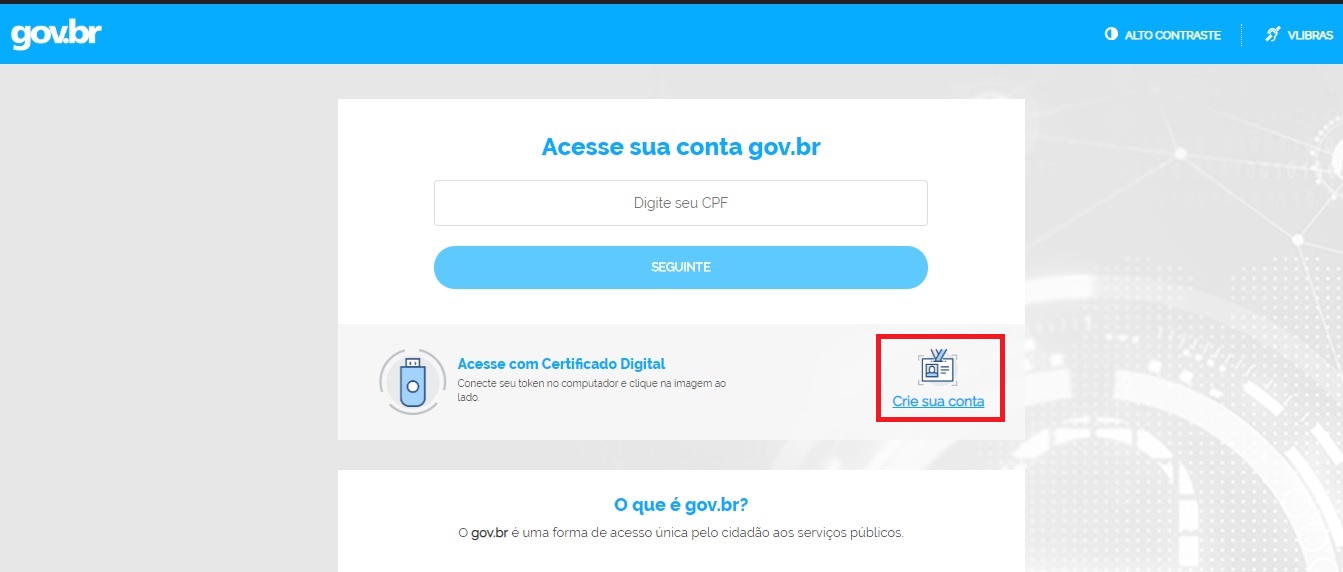 gov.br
ALTO CONTRASTE
VLIBRAS
Acesse sua conta gov.br
Digite seu CPF
SEGUINTE
Acesse com Certificado Digital
Conecte seu token no computador e clique na imagem ao
lado.
Crie sua conta
O que é gov.br?
O gov.br é uma forma de acesso única pelo cidadão aos serviços públicos.